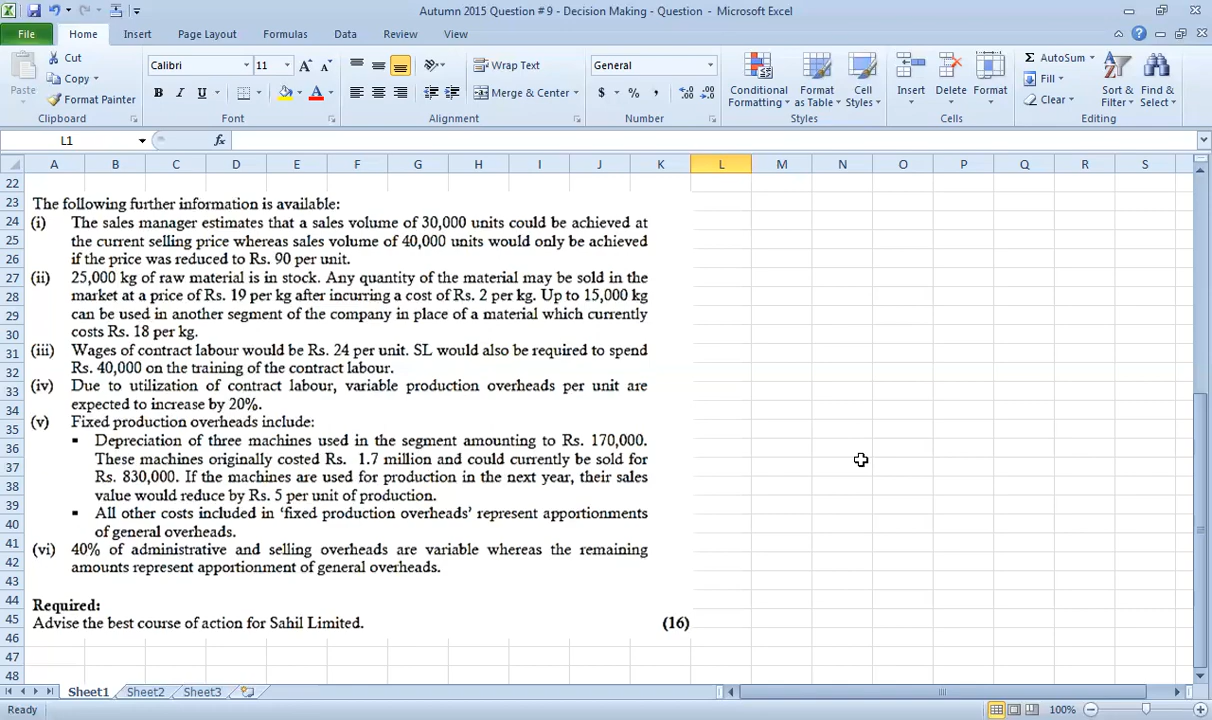 Autumn 2015 Question # 9 - Decision Making - Question - Microsoft Excel
File Home Insert Page Layout Formulas Data Review View
Paste Cut Copy Format Painter Clipboard
Calibri 11 B I U Font
Wrap Text Merge & Center Alignment
General $ % , Number
Conditional Formatting Format as Table Cell Styles Styles
Insert Delete Format Cells
AutoSum Fill Clear Sort & Filter Find & Select Editing
L1 fx
A B C D E F G H I J K L M N O P Q R S
22
23 The following further information is available:
24 (i) The sales manager estimates that a sales volume of 30,000 units could be achieved at
25 the current selling price whereas sales volume of 40,000 units would only be achieved
26 if the price was reduced to Rs. 90 per unit.
27 (ii) 25,000 kg of raw material is in stock. Any quantity of the material may be sold in the
28 market at a price of Rs. 19 per kg after incurring a cost of Rs. 2 per kg. Up to 15,000 kg
29 can be used in another segment of the company in place of a material which currently
30 costs Rs. 18 per kg.
31 (iii) Wages of contract labour would be Rs. 24 per unit. SL would also be required to spend
32 Rs. 40,000 on the training of the contract labour.
33 (iv) Due to utilization of contract labour, variable production overheads per unit are
34 expected to increase by 20%.
35 (v) Fixed production overheads include:
36 ▪ Depreciation of three machines used in the segment amounting to Rs. 170,000.
37 These machines originally costed Rs. 1.7 million and could currently be sold for
38 Rs. 830,000. If the machines are used for production in the next year, their sales
39 value would reduce by Rs. 5 per unit of production.
40 ▪ All other costs included in 'fixed production overheads' represent apportionments
41 of general overheads.
42 (vi) 40% of administrative and selling overheads are variable whereas the remaining
43 amounts represent apportionment of general overheads.
44 Required:
45 Advise the best course of action for Sahil Limited. (16)
46
47
48
Sheet1 Sheet2 Sheet3
Ready 100%